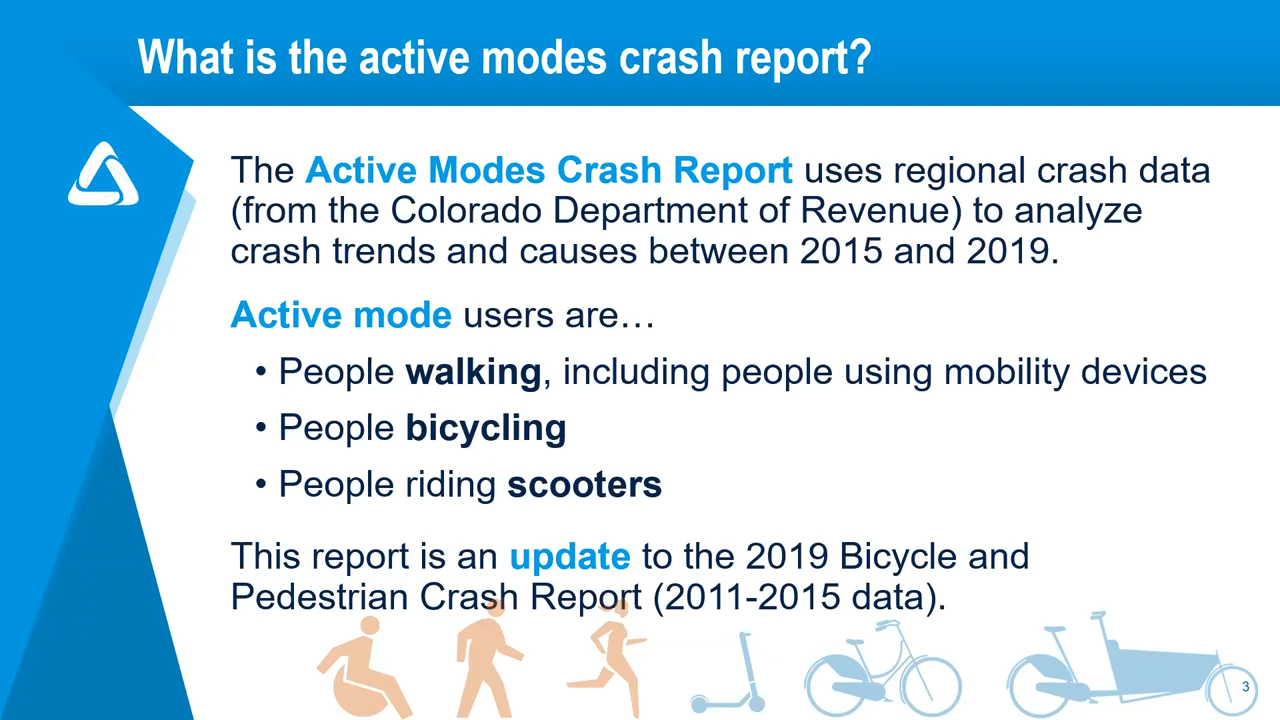 What is the active modes crash report?
The Active Modes Crash Report uses regional crash data
(from the Colorado Department of Revenue) to analyze
crash trends and causes between 2015 and 2019.
Active mode users are…
• People walking, including people using mobility devices
• People bicycling
• People riding scooters
This report is an update to the 2019 Bicycle and
Pedestrian Crash Report (2011-2015 data).
3